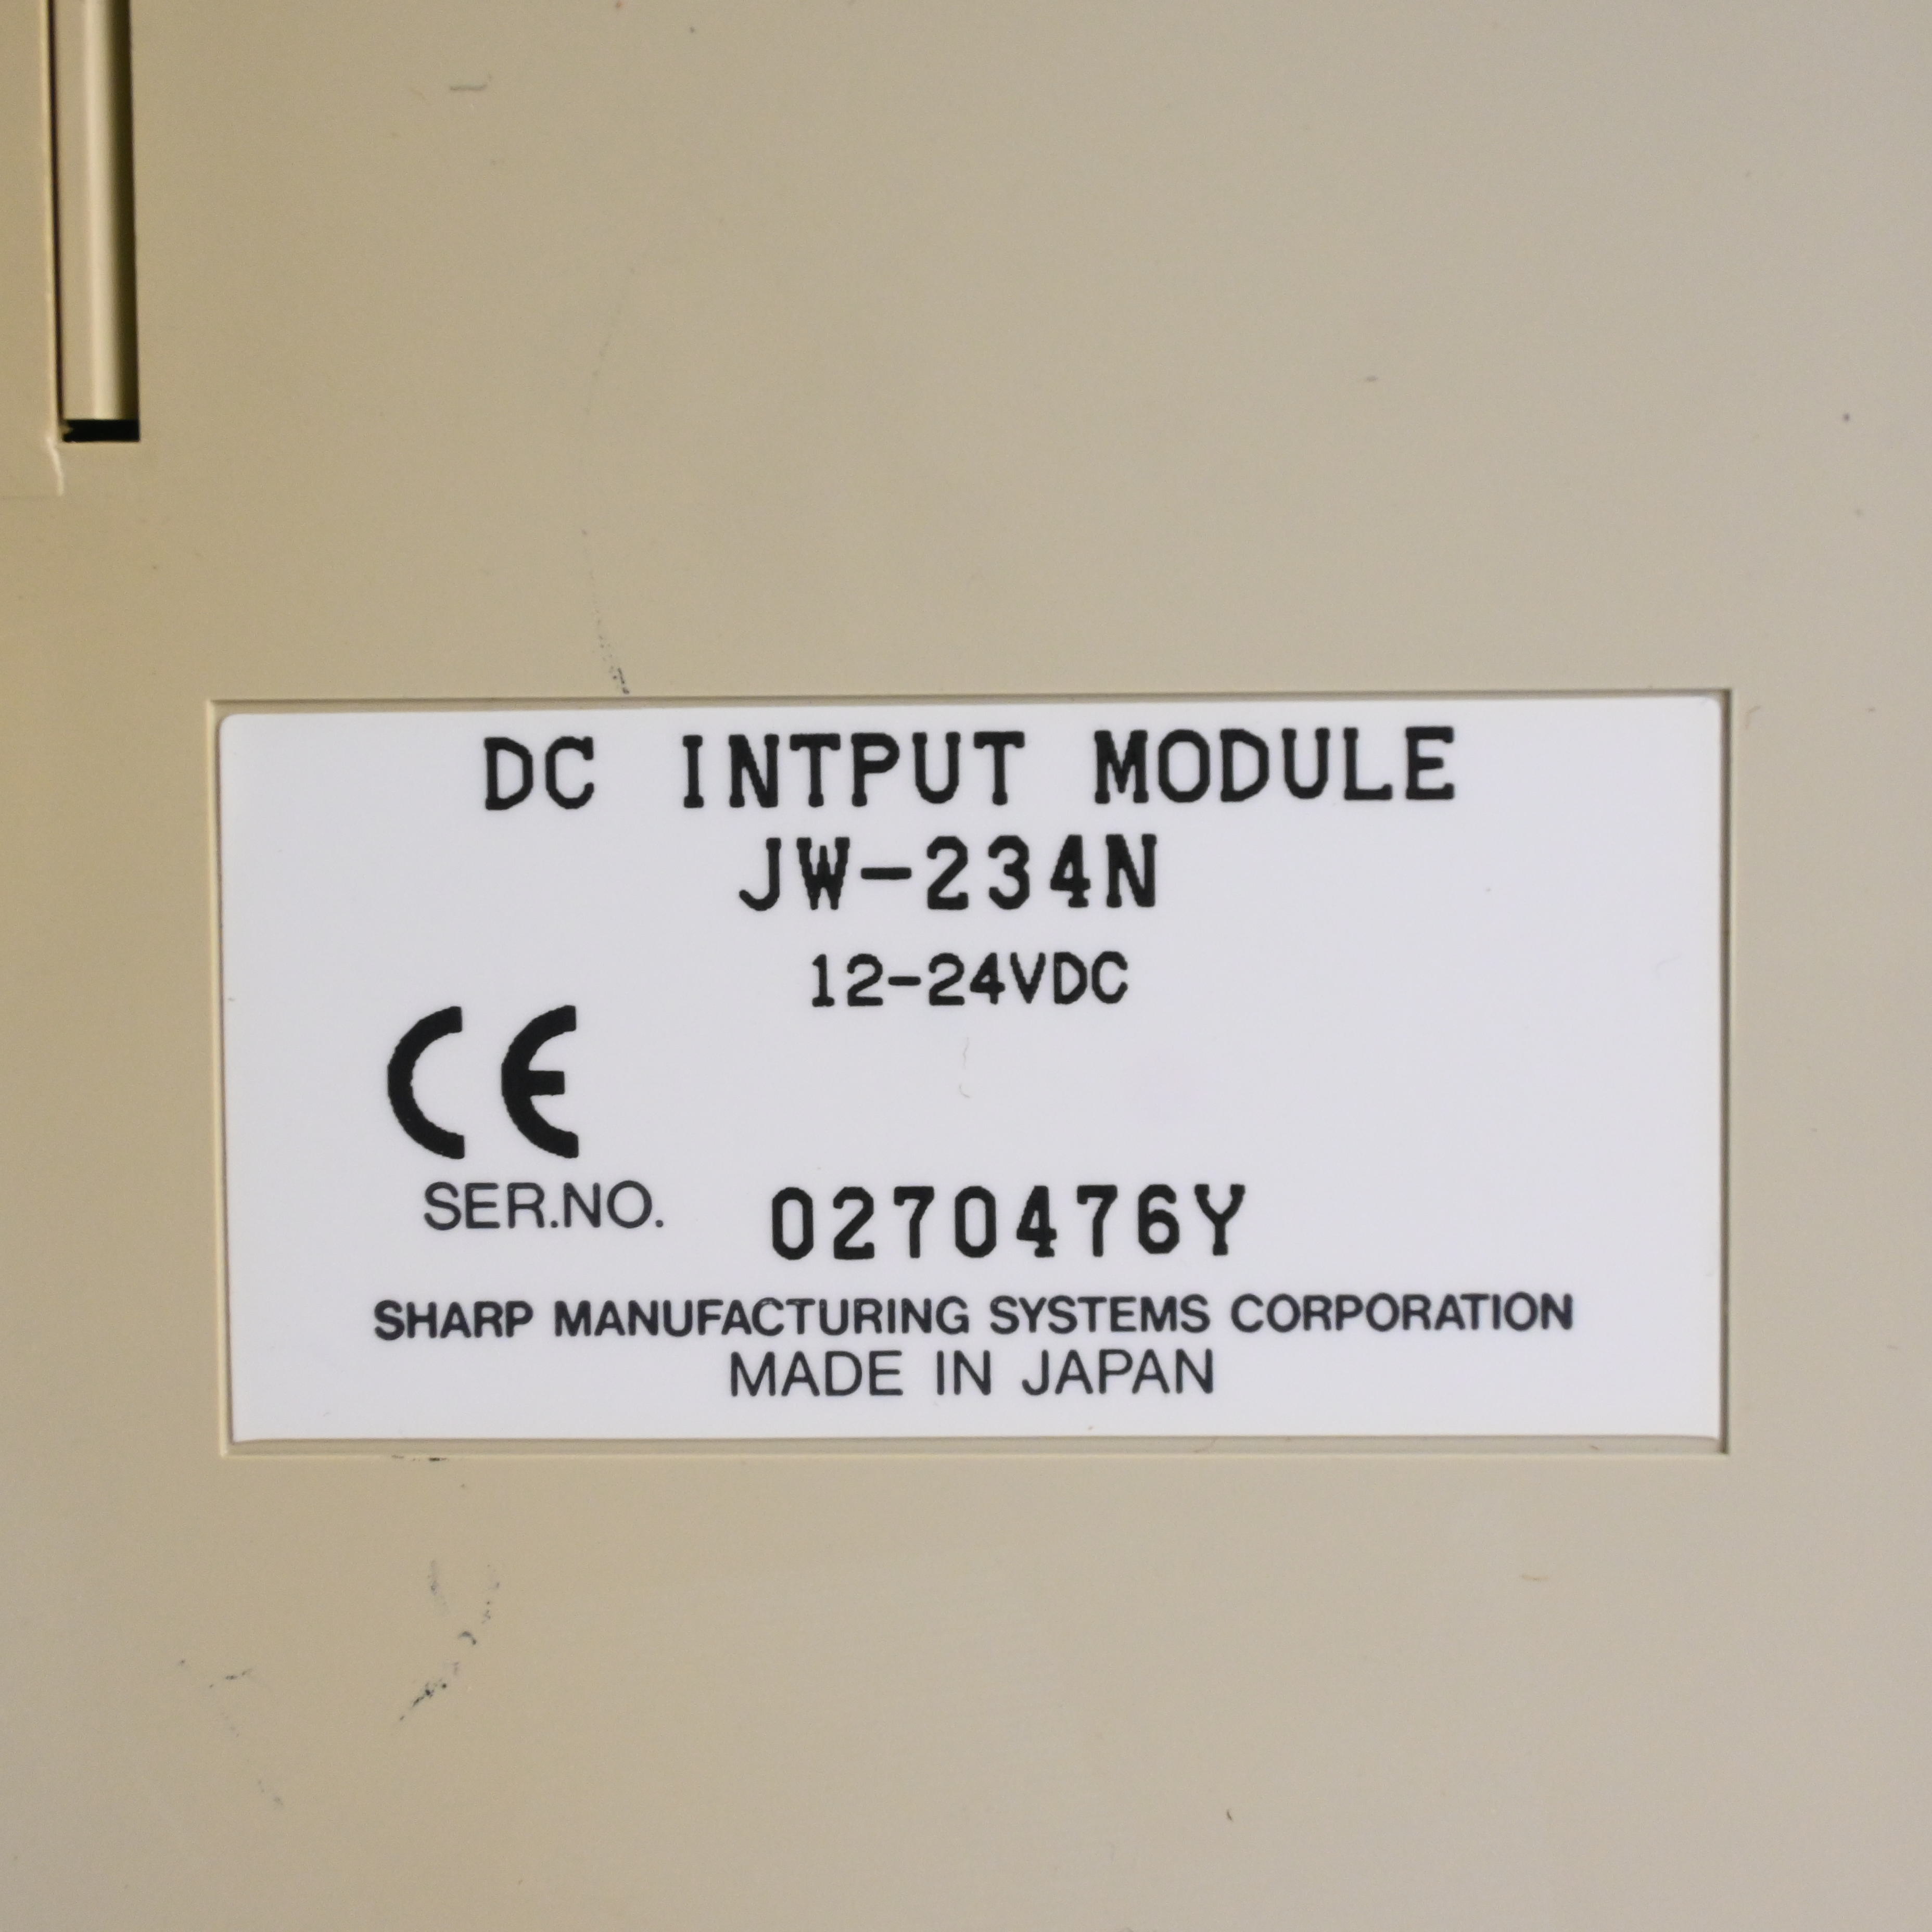 DC INTPUT MODULE
JW-234N
12-24VDC
CE
SER.NO. 0270476Y
SHARP MANUFACTURING SYSTEMS CORPORATION
MADE IN JAPAN